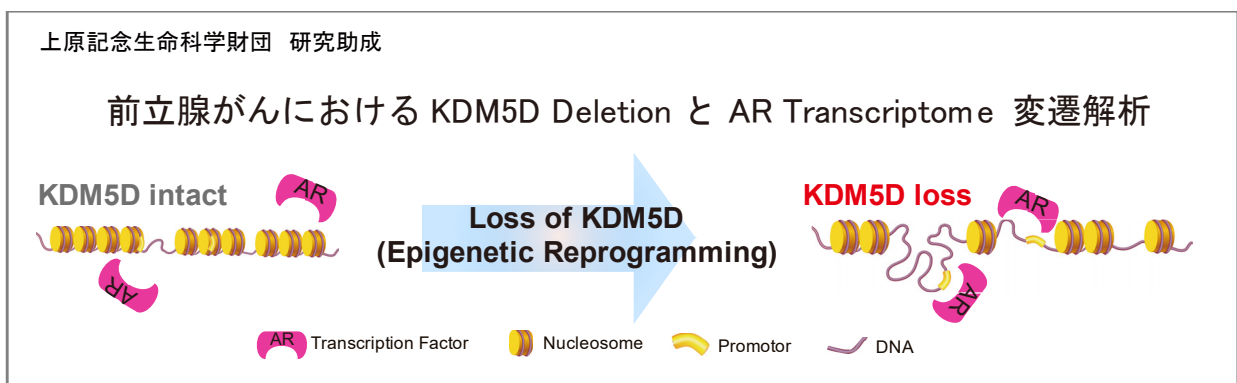 上原記念生命科学財団 研究助成
前立腺がんにおける KDM5D Deletion と AR Transcriptome 変遷解析
KDM5D intact
AR
AR
Loss of KDM5D
(Epigenetic Reprogramming)
KDM5D loss
AR
AR
AR Transcription Factor
Nucleosome
Promotor
DNA